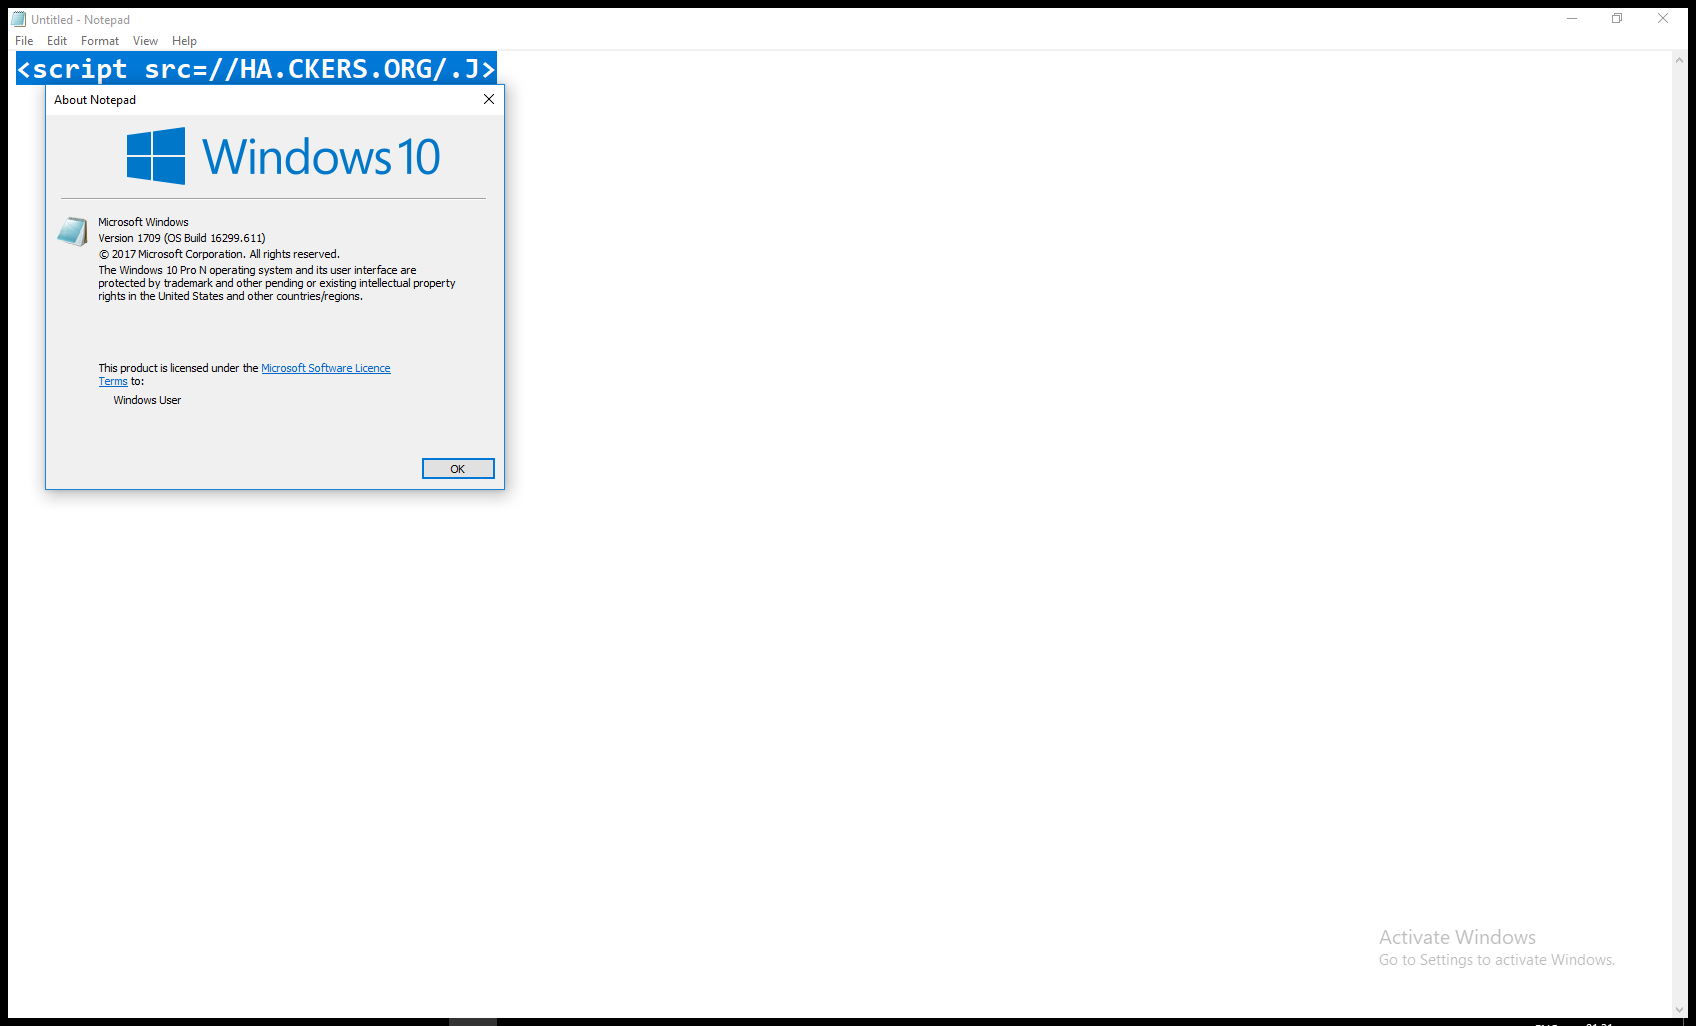 Untitled - Notepad
File Edit Format View Help
<script src=//HA.CKERS.ORG/.J>
About Notepad
Windows 10
Microsoft Windows
Version 1709 (OS Build 16299.611)
© 2017 Microsoft Corporation. All rights reserved.
The Windows 10 Pro N operating system and its user interface are
protected by trademark and other pending or existing intellectual property
rights in the United States and other countries/regions.
This product is licensed under the Microsoft Software Licence
Terms to:
Windows User
OK
Activate Windows
Go to Settings to activate Windows.